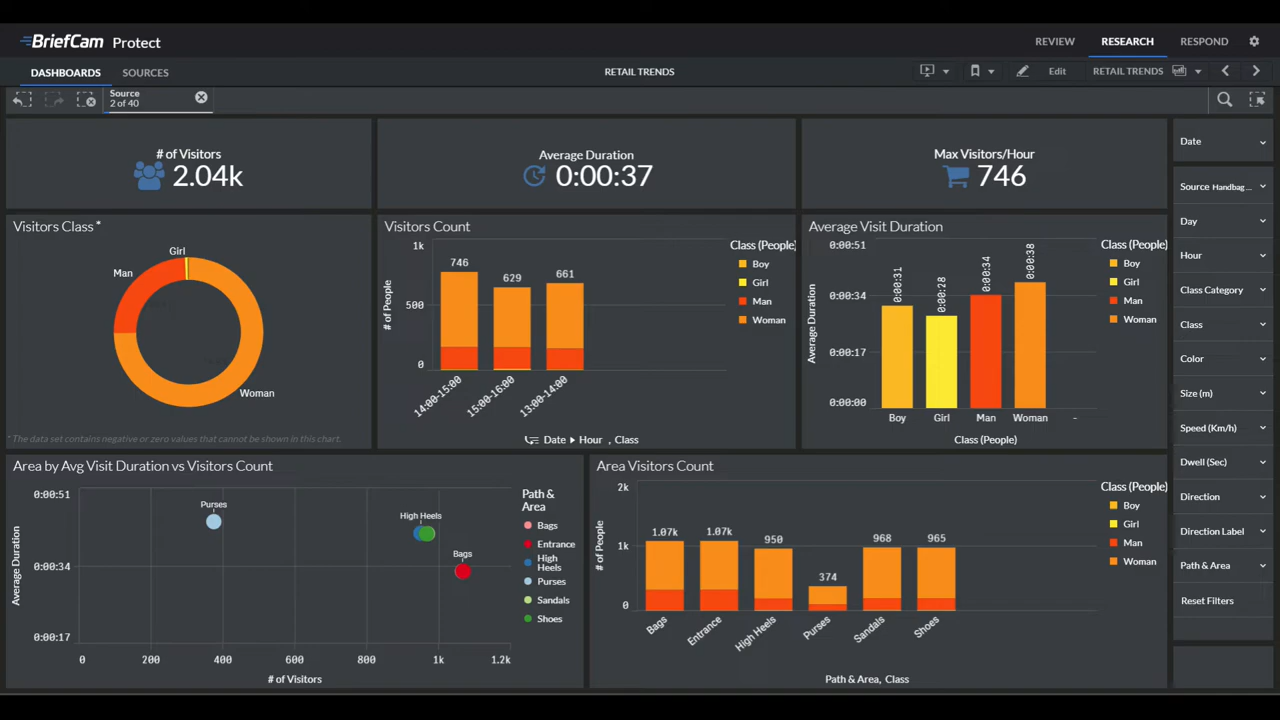 BriefCam Protect
REVIEW RESEARCH RESPOND
DASHBOARDS SOURCES
RETAIL TRENDS
Edit RETAIL TRENDS
Source
2 of 40
# of Visitors
2.04k
Average Duration
0:00:37
Max Visitors/Hour
746
Date
Source Handbag ...
Day
Hour
Class Category
Class
Color
Size (m)
Speed (Km/h)
Dwell (Sec)
Direction
Direction Label
Path & Area
Reset Filters
Visitors Class *
Girl
Man
Woman
* The data set contains negative or zero values that cannot be shown in this chart.
Visitors Count
# of People
1k
500
0
746
629
661
14:00-15:00
15:00-16:00
13:00-14:00
Date Hour , Class
Class (People)
Boy
Girl
Man
Woman
Average Visit Duration
Average Duration
0:00:51
0:00:34
0:00:17
0:00:00
0:00:31
0:00:28
0:00:34
0:00:38
Boy Girl Man Woman -
Class (People)
Class (People)
Boy
Girl
Man
Woman
Area by Avg Visit Duration vs Visitors Count
Average Duration
0:00:51
0:00:34
0:00:17
Purses
High Heels
Bags
0 200 400 600 800 1k 1.2k
# of Visitors
Path &
Area
Bags
Entrance
High
Heels
Purses
Sandals
Shoes
Area Visitors Count
# of People
2k
1k
0
1.07k
1.07k
950
374
968
965
Bags
Entrance
High Heels
Purses
Sandals
Shoes
Path & Area, Class
Class (People)
Boy
Girl
Man
Woman